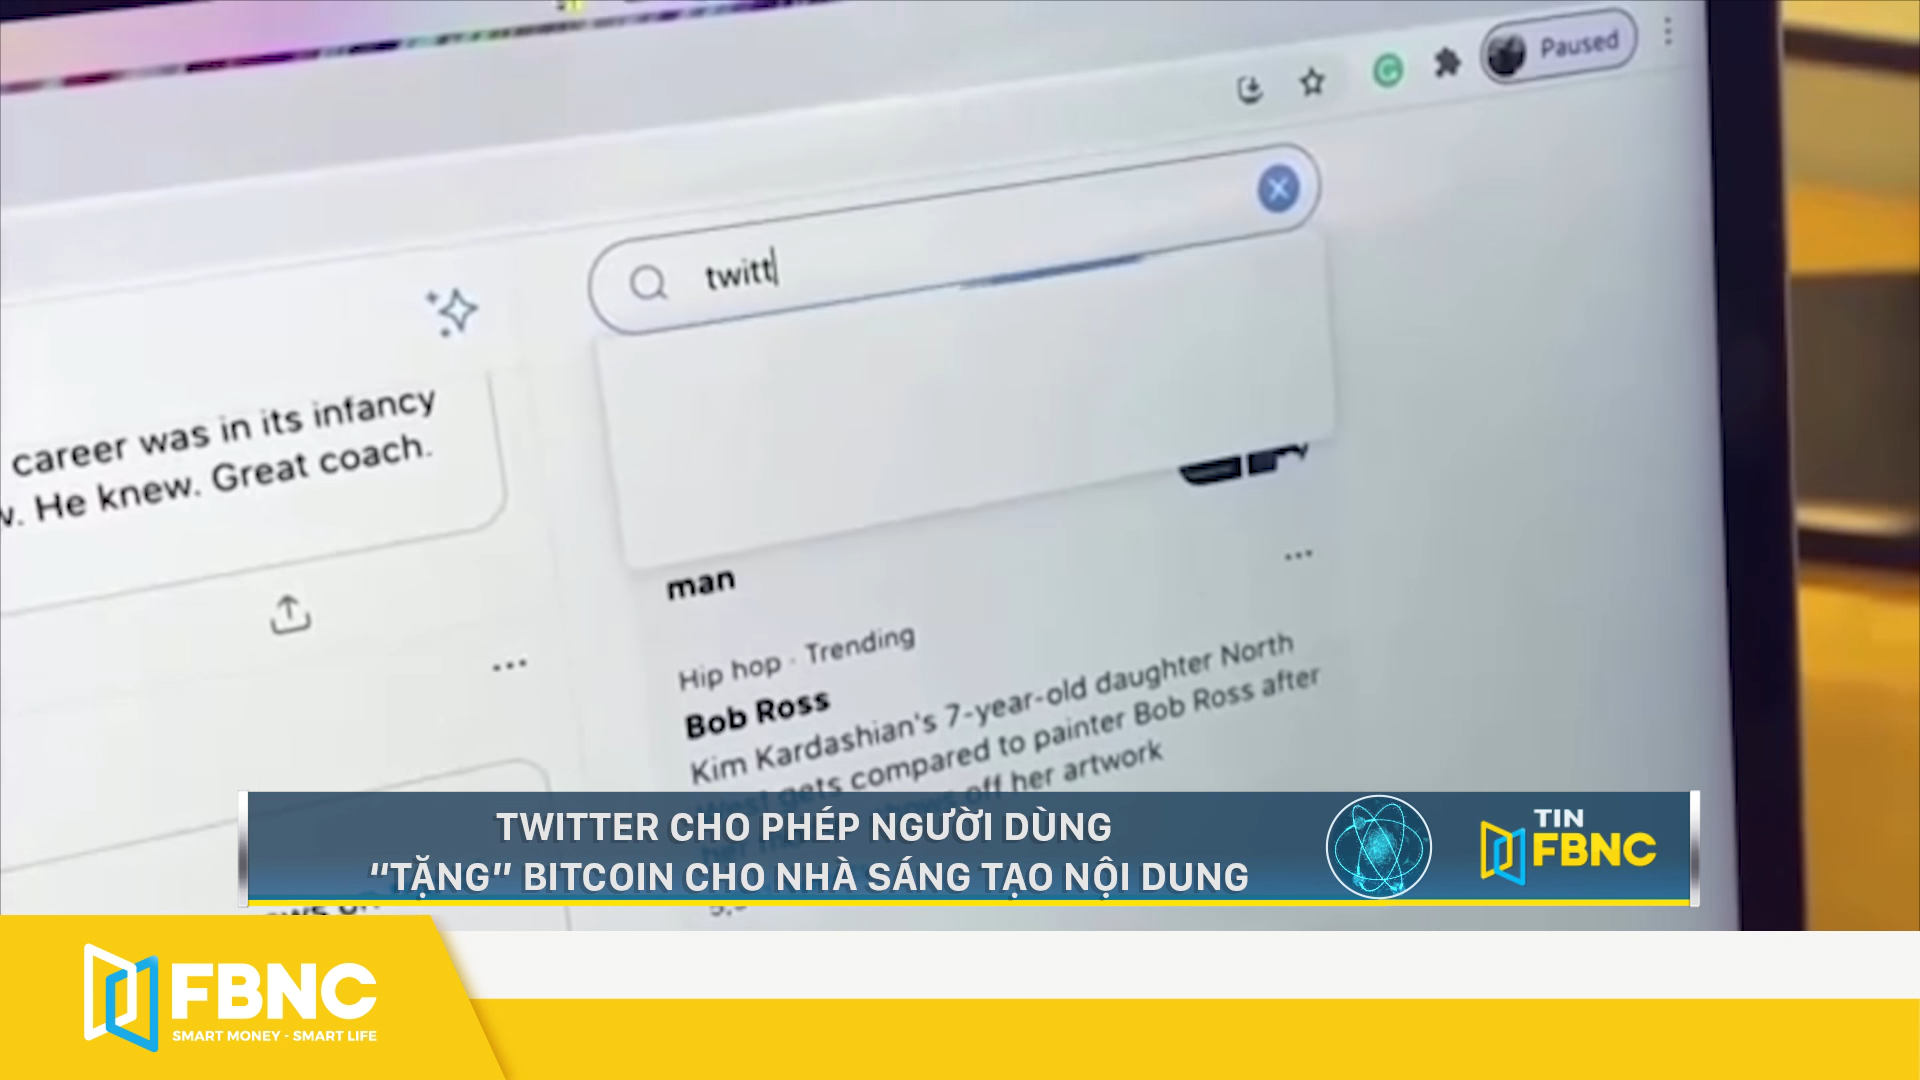 Paused
twitt
career was in its infancy
He knew. Great coach.
man
Hip hop · Trending
Bob Ross
Kim Kardashian's 7-year-old daughter North
West gets compared to painter Bob Ross after
off her artwork
TWITTER CHO PHÉP NGƯỜI DÙNG
“TẶNG” BITCOIN CHO NHÀ SÁNG TẠO NỘI DUNG
TIN
FBNC
FBNC
SMART MONEY - SMART LIFE